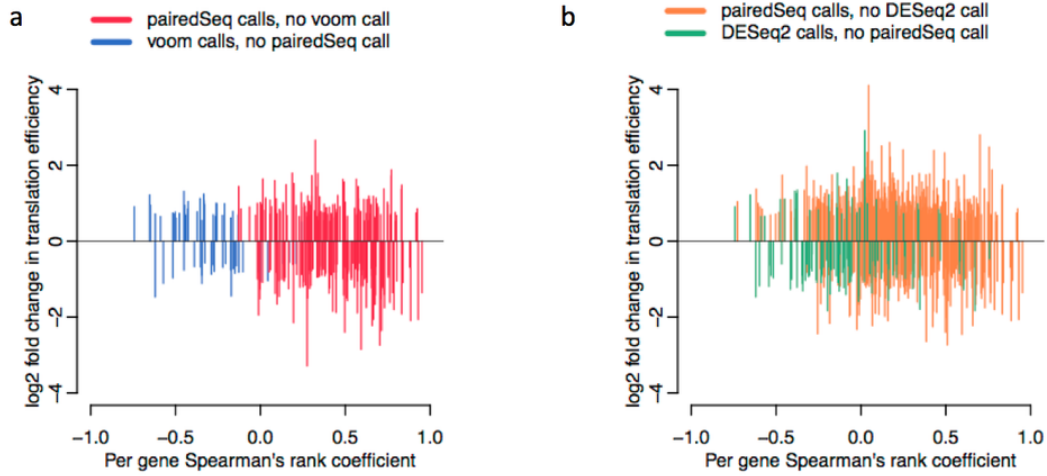 a
pairedSeq calls, no voom call
voom calls, no pairedSeq call
log2 fold change in translation efficiency
4
2
0
−2
−4
−1.0 −0.5 0.0 0.5 1.0
Per gene Spearman's rank coefficient
b
pairedSeq calls, no DESeq2 call
DESeq2 calls, no pairedSeq call
log2 fold change in translation efficiency
4
2
0
−2
−4
−1.0 −0.5 0.0 0.5 1.0
Per gene Spearman's rank coefficient